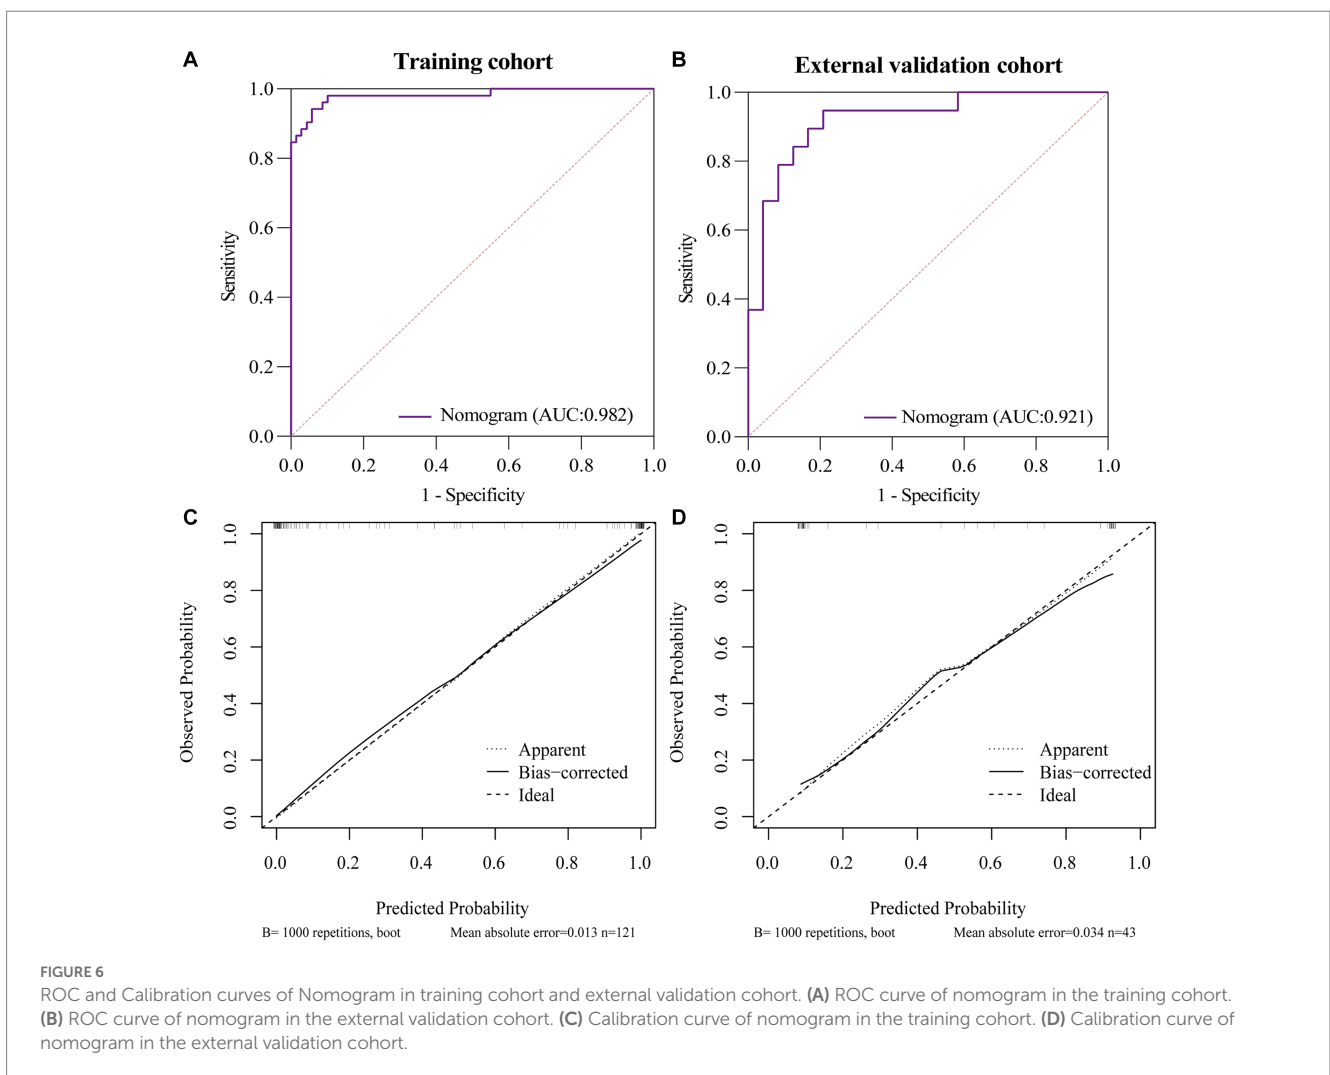 A
Training cohort
1.0
0.8
0.6
0.4
0.2
0.0
Sensitivity
Nomogram (AUC:0.982)
0.0 0.2 0.4 0.6 0.8 1.0
1 - Specificity
B
External validation cohort
1.0
0.8
0.6
0.4
0.2
0.0
Sensitivity
Nomogram (AUC:0.921)
0.0 0.2 0.4 0.6 0.8 1.0
1 - Specificity
C
1.0
0.8
0.6
0.4
0.2
0.0
Observed Probability
Apparent
Bias-corrected
Ideal
0.0 0.2 0.4 0.6 0.8 1.0
Predicted Probability
B= 1000 repetitions, boot Mean absolute error=0.013 n=121
D
1.0
0.8
0.6
0.4
0.2
0.0
Observed Probability
Apparent
Bias-corrected
Ideal
0.0 0.2 0.4 0.6 0.8 1.0
Predicted Probability
B= 1000 repetitions, boot Mean absolute error=0.034 n=43
FIGURE 6
ROC and Calibration curves of Nomogram in training cohort and external validation cohort. (A) ROC curve of nomogram in the training cohort.
(B) ROC curve of nomogram in the external validation cohort. (C) Calibration curve of nomogram in the training cohort. (D) Calibration curve of
nomogram in the external validation cohort.